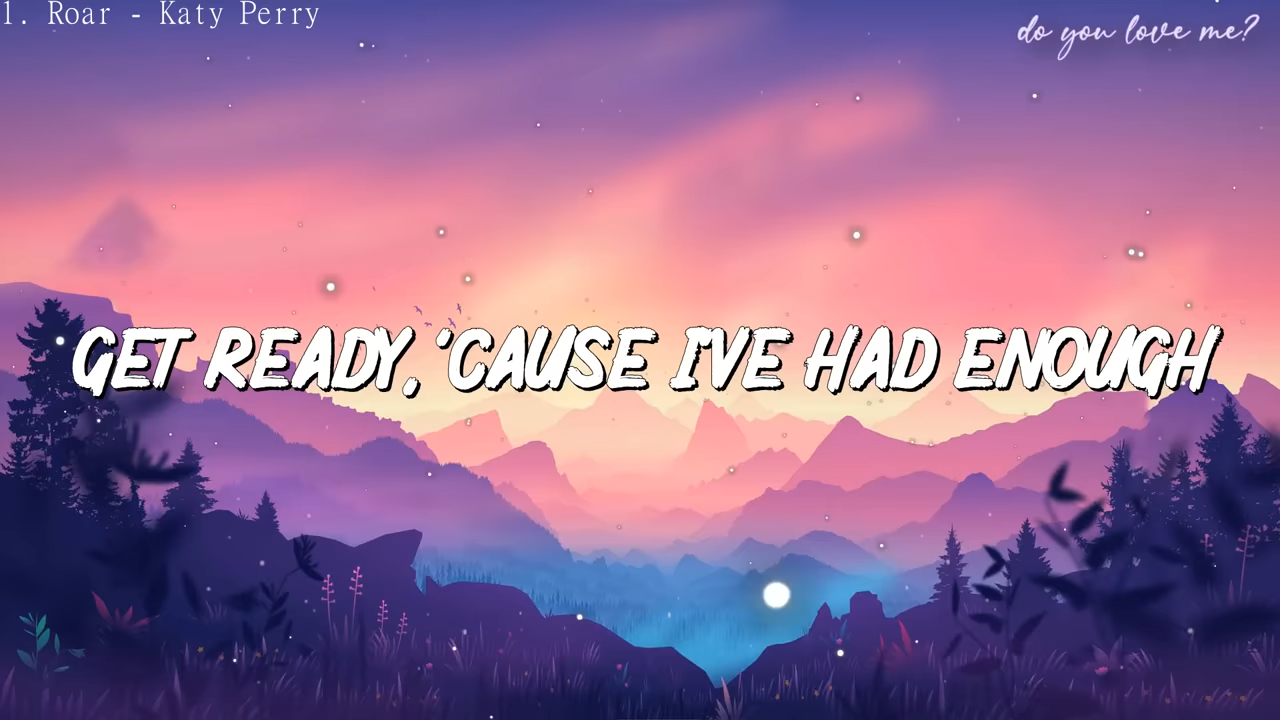 1. Roar - Katy Perry
do you love me?
GET READY, 'CAUSE I'VE HAD ENOUGH